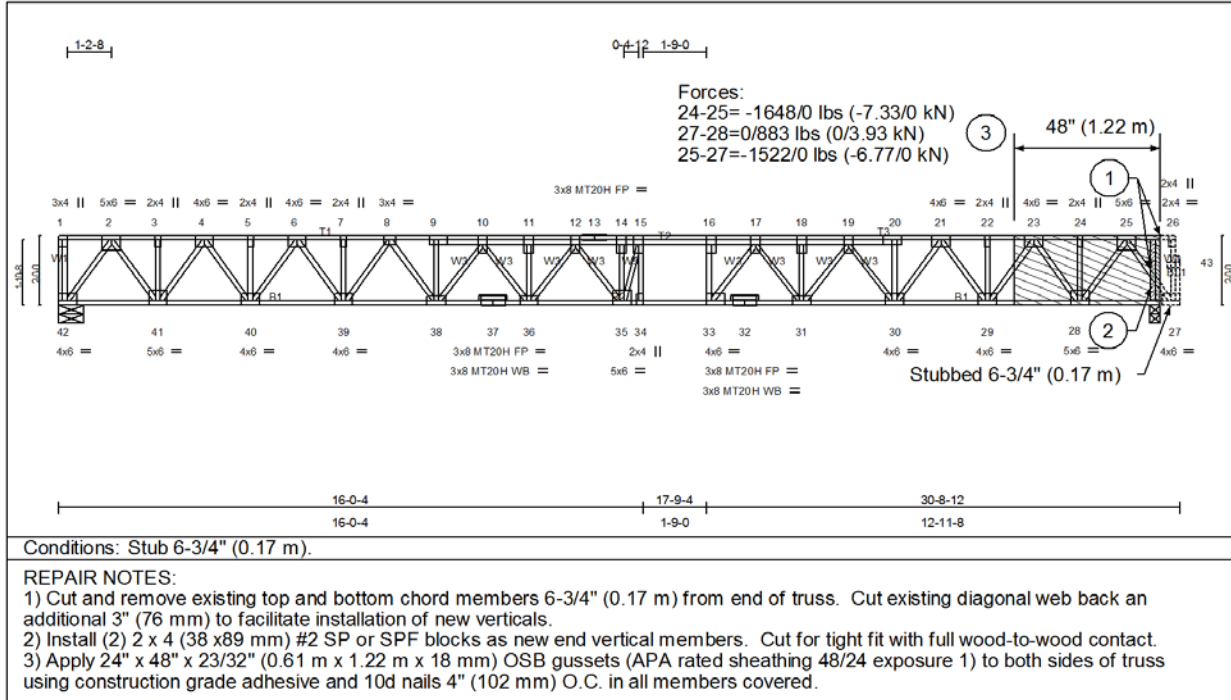 1-2-8
0-4-12
1-9-0
Forces:
24-25= -1648/0 lbs (-7.33/0 kN)
27-28=0/883 lbs (0/3.93 kN)
25-27=-1522/0 lbs (-6.77/0 kN)
3
48" (1.22 m)
1
2x4 ||
3x8 MT20H FP =
3x4 || 5x6 = 2x4 || 4x6 = 2x4 || 4x6 = 2x4 || 3x4 = 4x6 = 2x4 || 4x6 = 2x4 || 5x6 = 2x4 =
1 2 3 4 5 6 7 8 9 10 11 12 13 14 15 16 17 18 19 20 21 22 23 24 25 26
T1 T2 T3
W1 W3 W3 W3 W3 W3 W3 W3 W3 43
1-10-8 2-0-0
B1 B1
42 41 40 39 38 37 36 35 34 33 32 31 30 29 28 2 27
4x6 = 5x6 = 4x6 = 4x6 = 3x8 MT20H FP = 2x4 || 4x6 = 4x6 = 4x6 = 5x6 = 4x6 =
3x8 MT20H WB = 5x6 = 3x8 MT20H FP =
Stubbed 6-3/4" (0.17 m)
3x8 MT20H WB =
16-0-4 17-9-4 30-8-12
16-0-4 1-9-0 12-11-8
Conditions: Stub 6-3/4" (0.17 m).
REPAIR NOTES:
1) Cut and remove existing top and bottom chord members 6-3/4" (0.17 m) from end of truss. Cut existing diagonal web back an
additional 3" (76 mm) to facilitate installation of new verticals.
2) Install (2) 2 x 4 (38 x89 mm) #2 SP or SPF blocks as new end vertical members. Cut for tight fit with full wood-to-wood contact.
3) Apply 24" x 48" x 23/32" (0.61 m x 1.22 m x 18 mm) OSB gussets (APA rated sheathing 48/24 exposure 1) to both sides of truss
using construction grade adhesive and 10d nails 4" (102 mm) O.C. in all members covered.